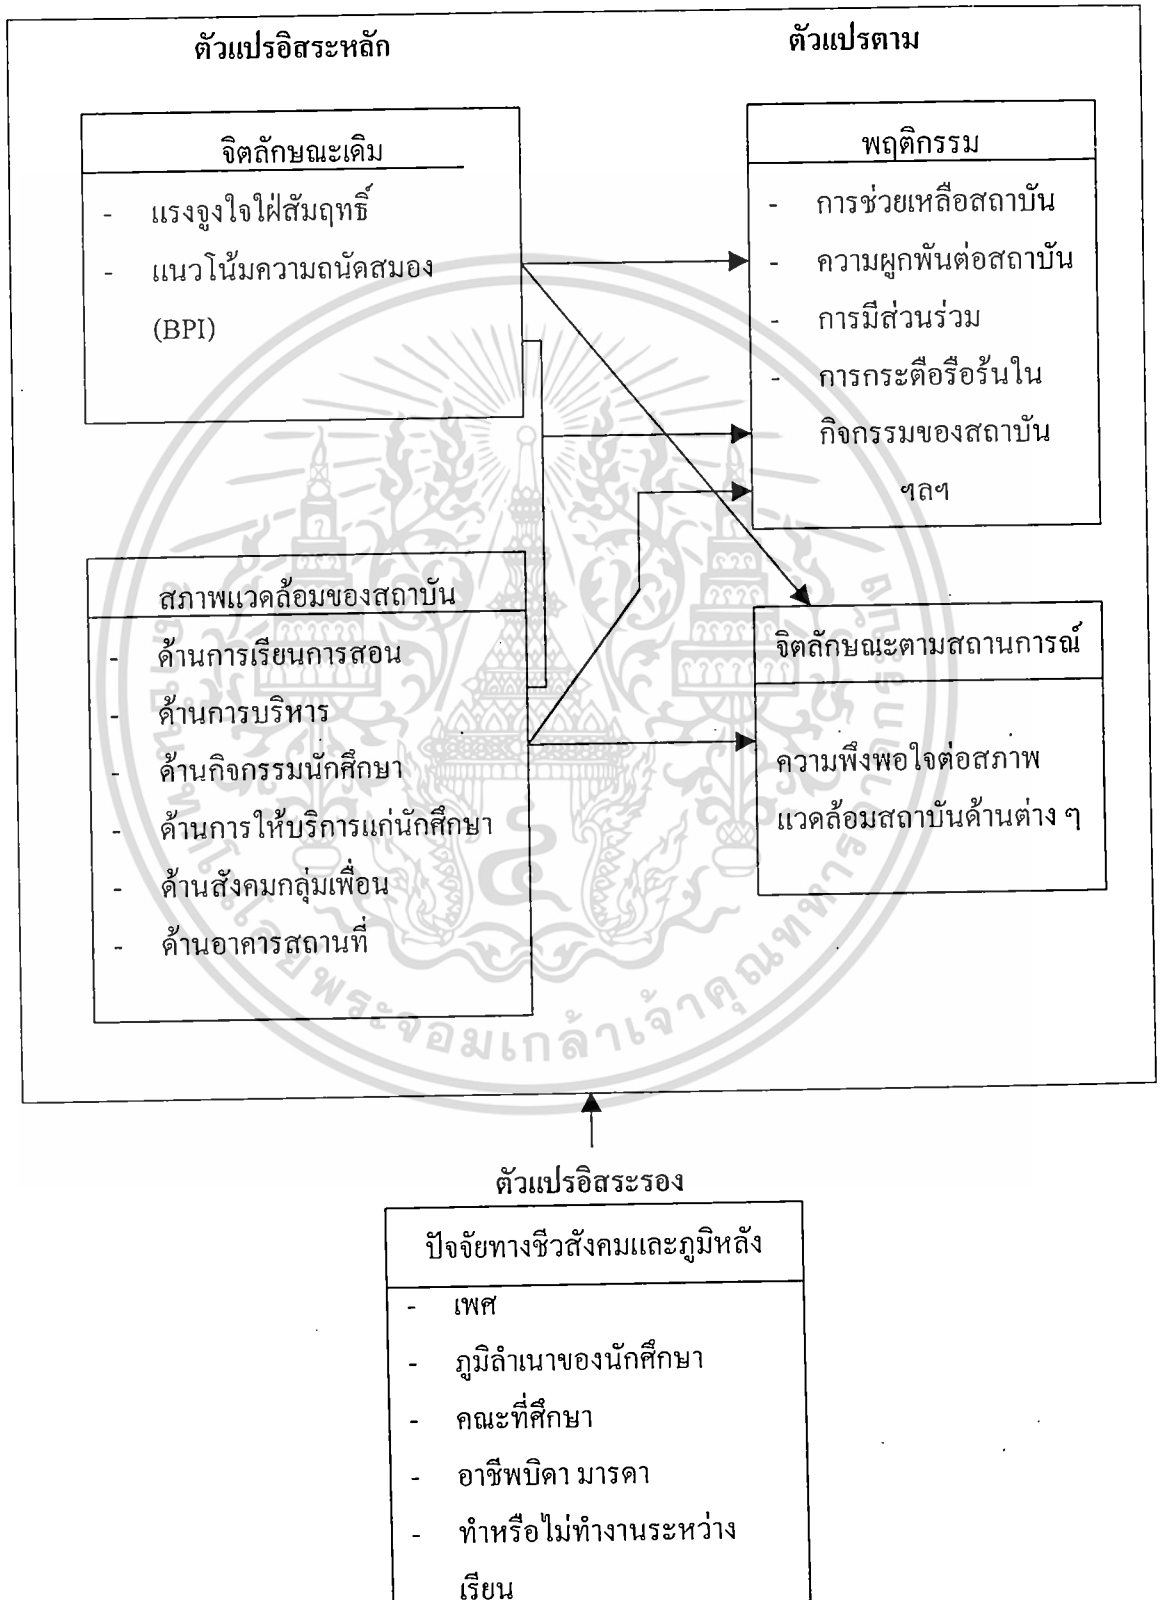 ตัวแปรอิสระหลัก
ตัวแปรตาม
จิตลักษณะเดิม
- แรงจูงใจใฝ่สัมฤทธิ์
- แนวโน้มความถนัดสมอง
(BPI)
พฤติกรรม
- การช่วยเหลือสถาบัน
- ความผูกพันต่อสถาบัน
- การมีส่วนร่วม
- การกระตือรือร้นใน
กิจกรรมของสถาบัน
ฯลฯ
สภาพแวดล้อมของสถาบัน
- ด้านการเรียนการสอน
- ด้านการบริหาร
- ด้านกิจกรรมนักศึกษา
- ด้านการให้บริการแก่นักศึกษา
- ด้านสังคมกลุ่มเพื่อน
- ด้านอาคารสถานที่
จิตลักษณะตามสถานการณ์
ความพึงพอใจต่อสภาพ
แวดล้อมสถาบันด้านต่าง ๆ
พระจอมเกล้าเจ้าคุณทหาร
ตัวแปรอิสระรอง
ปัจจัยทางชีวสังคมและภูมิหลัง
- เพศ
- ภูมิลำเนาของนักศึกษา
- คณะที่ศึกษา
- อาชีพบิดา มารดา
- ทำหรือไม่ทำงานระหว่าง
เรียน